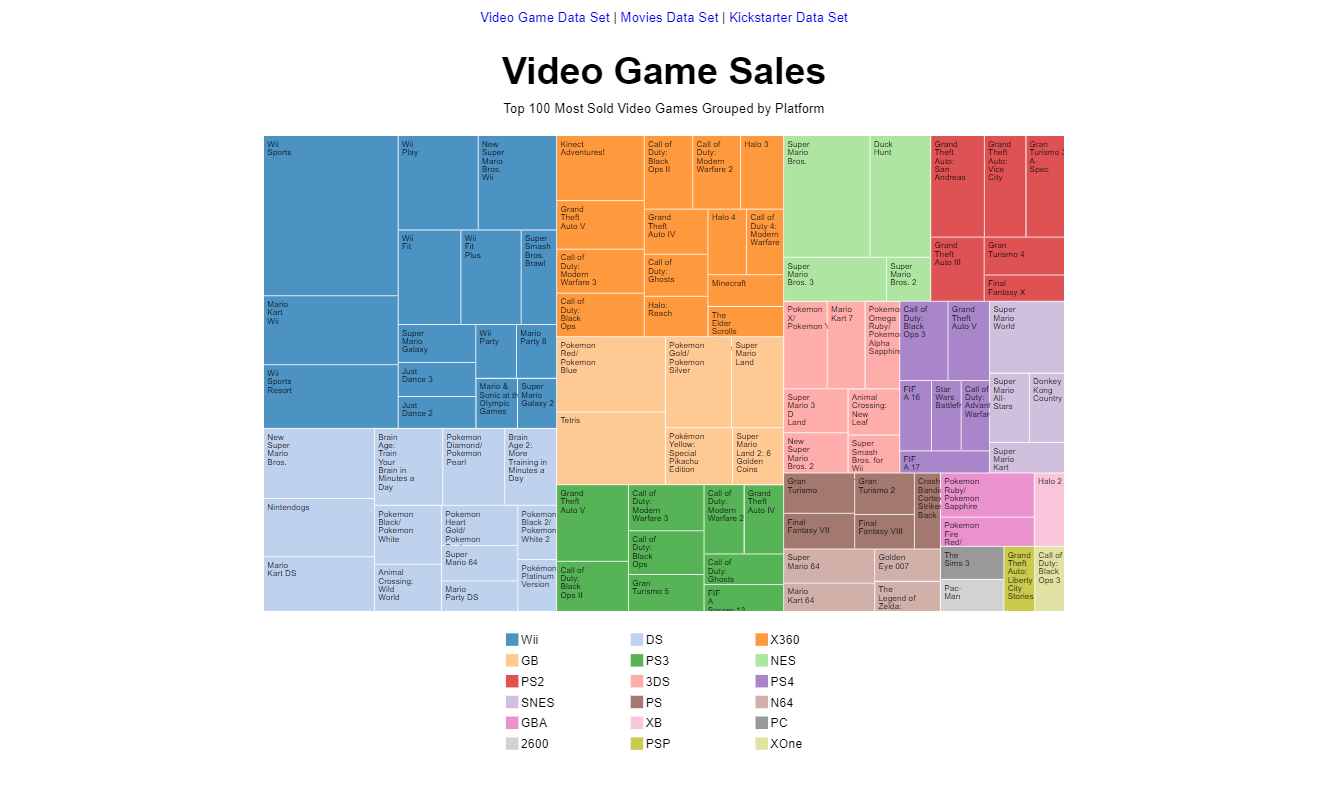 Video Game Data Set | Movies Data Set | Kickstarter Data Set
Video Game Sales
Top 100 Most Sold Video Games Grouped by Platform
Wii
Sports
Mario
Kart
Wii
Wii
Sports
Resort
Wii
Play
New
Super
Mario
Bros.
Wii
Wii
Fit
Wii
Fit
Plus
Super
Smash
Bros.
Brawl
Super
Mario
Galaxy
Just
Dance 3
Just
Dance 2
Wii
Party
Mario
Party 8
Mario &
Sonic at th
Olympic
Games
Super
Mario
Galaxy 2
New
Super
Mario
Bros.
Nintendogs
Mario
Kart DS
Brain
Age:
Train
Your
Brain in
Minutes a
Day
Pokemon
Black/
Pokemon
White
Animal
Crossing:
Wild
World
Pokemon
Diamond/
Pokemon
Pearl
Brain
Age 2:
More
Training in
Minutes a
Day
Pokemon
Heart
Gold/
Pokemon
Super
Mario 64
Mario
Party DS
Pokemon
Black 2/
Pokemon
White 2
Pokémon
Platinum
Version
Kinect
Adventures!
Grand
Theft
Auto V
Call of
Duty:
Modern
Warfare 3
Call of
Duty:
Black
Ops
Call of
Duty:
Black
Ops II
Call of
Duty:
Modern
Warfare 2
Halo 3
Grand
Theft
Auto IV
Call of
Duty:
Ghosts
Halo:
Reach
Halo 4
Call of
Duty 4:
Modern
Warfare
Minecraft
The
Elder
Scrolls
Pokemon
Red/
Pokemon
Blue
Tetris
Pokemon
Gold/
Pokemon
Silver
Super
Mario
Land
Pokémon
Yellow:
Special
Pikachu
Edition
Super
Mario
Land 2: 6
Golden
Coins
Grand
Theft
Auto V
Call of
Duty:
Black
Ops II
Call of
Duty:
Modern
Warfare 3
Call of
Duty:
Black
Ops
Gran
Turismo 5
Call of
Duty:
Modern
Warfare 2
Grand
Theft
Auto IV
Call of
Duty:
Ghosts
FIF
A
Soccer 13
Super
Mario
Bros.
Duck
Hunt
Super
Mario
Bros. 3
Super
Mario
Bros. 2
Grand
Theft
Auto:
San
Andreas
Grand
Theft
Auto:
Vice
City
Gran
Turismo 3
A-
Spec
Grand
Theft
Auto III
Gran
Turismo 4
Final
Fantasy X
Pokemon
X/
Pokemon Y
Mario
Kart 7
Pokemo
Omega
Ruby/
Pokemo
Alpha
Sapphire
Super
Mario 3
D
Land
New
Super
Mario
Bros. 2
Animal
Crossing:
New
Leaf
Super
Smash
Bros. for
Wii
Call of
Duty:
Black
Ops 3
Grand
Theft
Auto V
FIF
A 16
Star
Wars
Battlefr
Call of
Duty:
Advan
Warfar
FIF
A 17
Super
Mario
World
Super
Mario
All-
Stars
Donkey
Kong
Country
Super
Mario
Kart
Gran
Turismo
Final
Fantasy VII
Gran
Turismo 2
Final
Fantasy VIII
Crash
Bandi
Cortex
Strikes
Back
Super
Mario 64
Mario
Kart 64
Golden
Eye 007
The
Legend of
Zelda:
Pokemon
Ruby/
Pokemon
Sapphire
Pokemon
Fire
Red/
Halo 2
The
Sims 3
Pac-
Man
Grand
Theft
Auto:
Liberty
City
Stories
Call of
Duty:
Black
Ops 3
Wii
DS
X360
GB
PS3
NES
PS2
3DS
PS4
SNES
PS
N64
GBA
XB
PC
2600
PSP
XOne